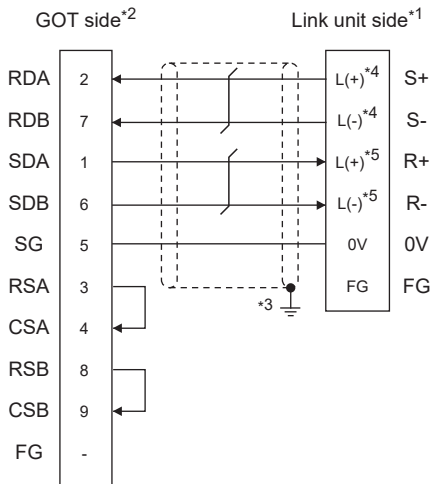 GOT side*2 Link unit side*1
RDA 2 L(+)*4 S+
RDB 7 L(-)*4 S-
SDA 1 L(+)*5 R+
SDB 6 L(-)*5 R-
SG 5 0V 0V
RSA 3 FG FG
*3
CSA 4
RSB 8
CSB 9
FG -